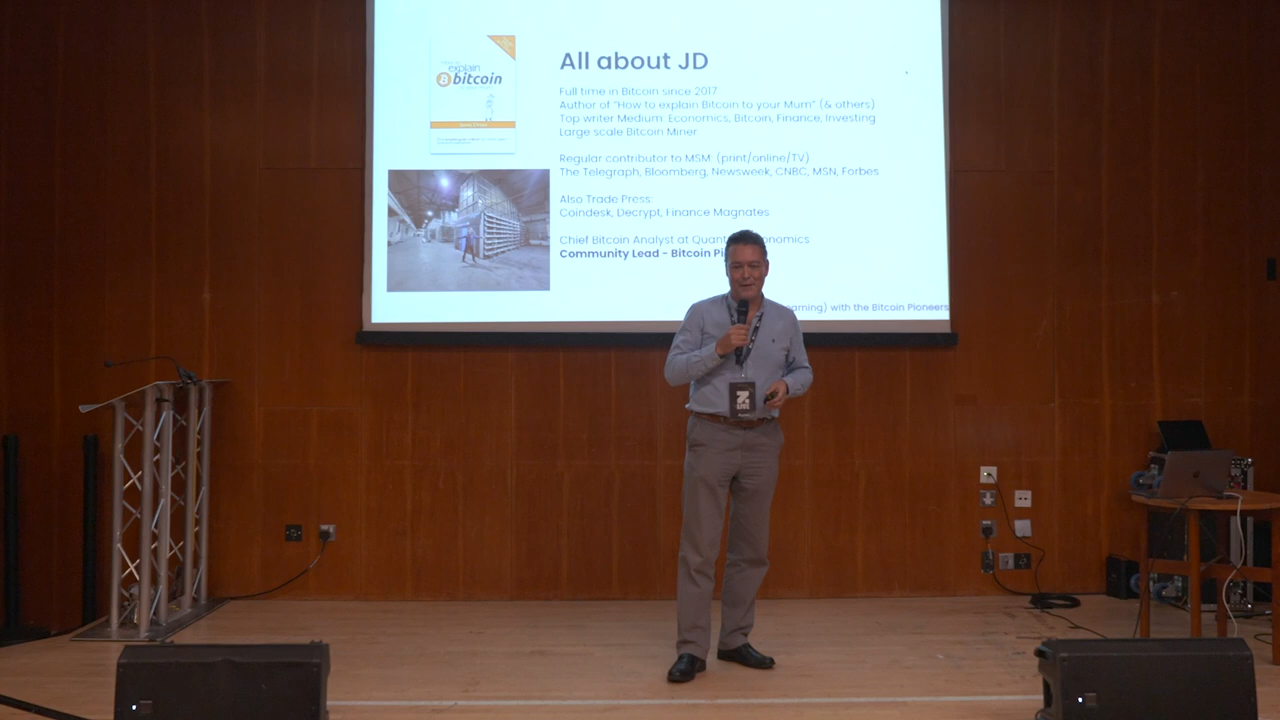 explain
bitcoin
All about JD
Full time in Bitcoin since 2017
Author of "How to explain Bitcoin to your Mum" (& others)
Top writer Medium: Economics, Bitcoin, Finance, Investing
Large scale Bitcoin Miner
Regular contributor to MSM: (print/online/TV)
The Telegraph, Bloomberg, Newsweek, CNBC, MSN, Forbes
Also Trade Press:
Coindesk, Decrypt, Finance Magnates
Chief Bitcoin Analyst at Quant onomics
Community Lead - Bitcoin Pi
earning) with the Bitcoin Pioneers
LIVE